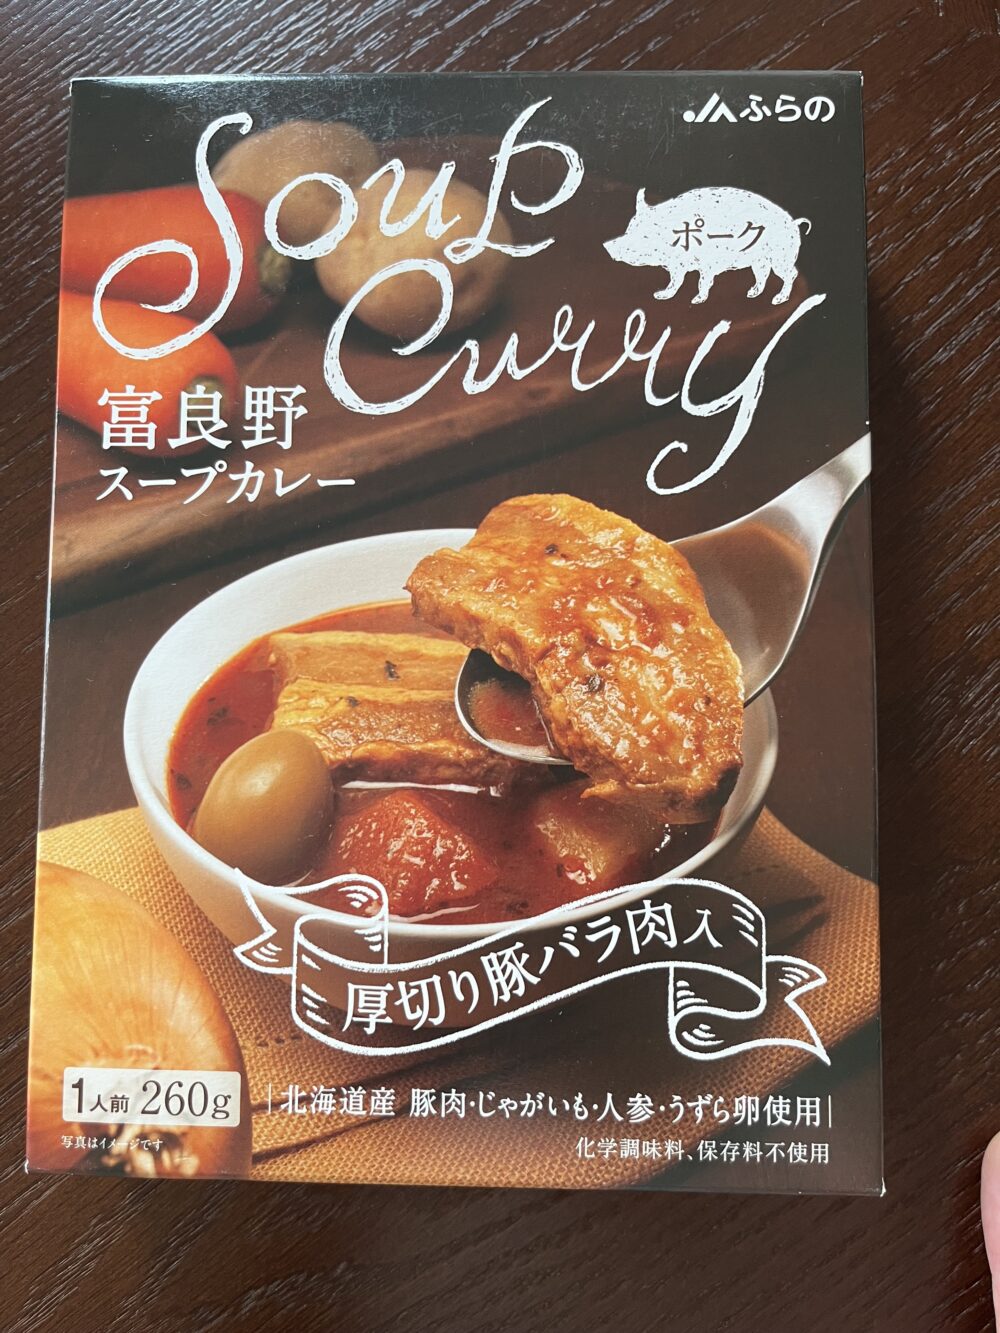 JAふらの
Soup
Curry
ポーク
富良野
スープカレー
厚切り豚バラ肉入
1人前 260g
北海道産 豚肉・じゃがいも・人参・うずら卵使用
写真はイメージです
化学調味料、保存料不使用